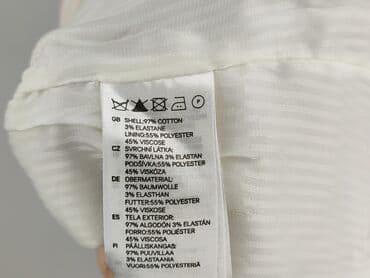 GB SHELL:97% COTTON
3% ELASTANE
LINING:55% POLYESTER
45% VISCOSE
CZ SVRCHNÍ LÁTKA:
97% BAVLNA 3% ELASTAN
PODŠÍVKA:55% POLYESTER
45% VISKÓZA
DE OBERMATERIAL:
97% BAUMWOLLE
3% ELASTHAN
FUTTER:55% POLYESTER
45% VISKOSE
ES TELA EXTERIOR:
97% ALGODÓN 3% ELASTÁN
FORRO:55% POLIÉSTER
45% VISCOSA
FI PÄÄLLISKANGAS:
97% PUUVILLAA
3% ELASTAANIA
VUORI:55% POLYESTERIA